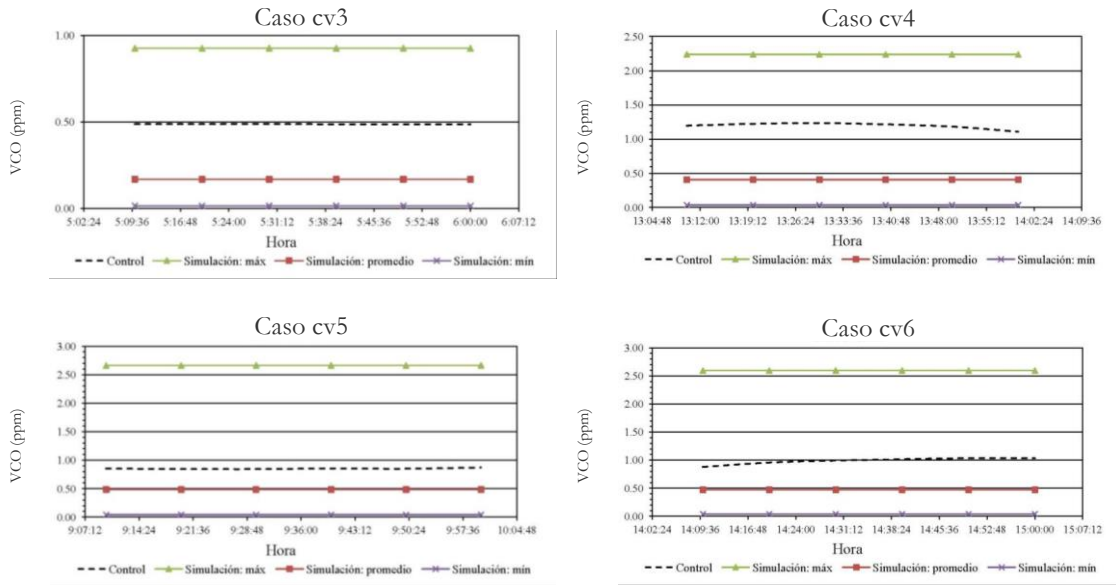 Caso cv3
1.00
0.50
0.00
VCO (ppm)
5:02:24 5:09:36 5:16:48 5:24:00 5:31:12 5:38:24 5:45:36 5:52:48 6:00:00 6:07:12
Hora
Control Simulación: máx Simulación: promedio Simulación: mín
Caso cv4
2.50
2.00
1.50
1.00
0.50
0.00
VCO (ppm)
13:04:48 13:12:00 13:19:12 13:26:24 13:33:36 13:40:48 13:48:00 13:55:12 14:02:24 14:09:36
Hora
Control Simulación: máx Simulación: promedio Simulación: mín
Caso cv5
3.00
2.50
2.00
1.50
1.00
0.50
0.00
VCO (ppm)
9:07:12 9:14:24 9:21:36 9:28:48 9:36:00 9:43:12 9:50:24 9:57:36 10:04:48
Hora
Control Simulación: máx Simulación: promedio Simulación: mín
Caso cv6
3.00
2.50
2.00
1.50
1.00
0.50
0.00
VCO (ppm)
14:02:24 14:09:36 14:16:48 14:24:00 14:31:12 14:38:24 14:45:36 14:52:48 15:00:00 15:07:12
Hora
Control Simulación: máx Simulación: promedio Simulación: mín